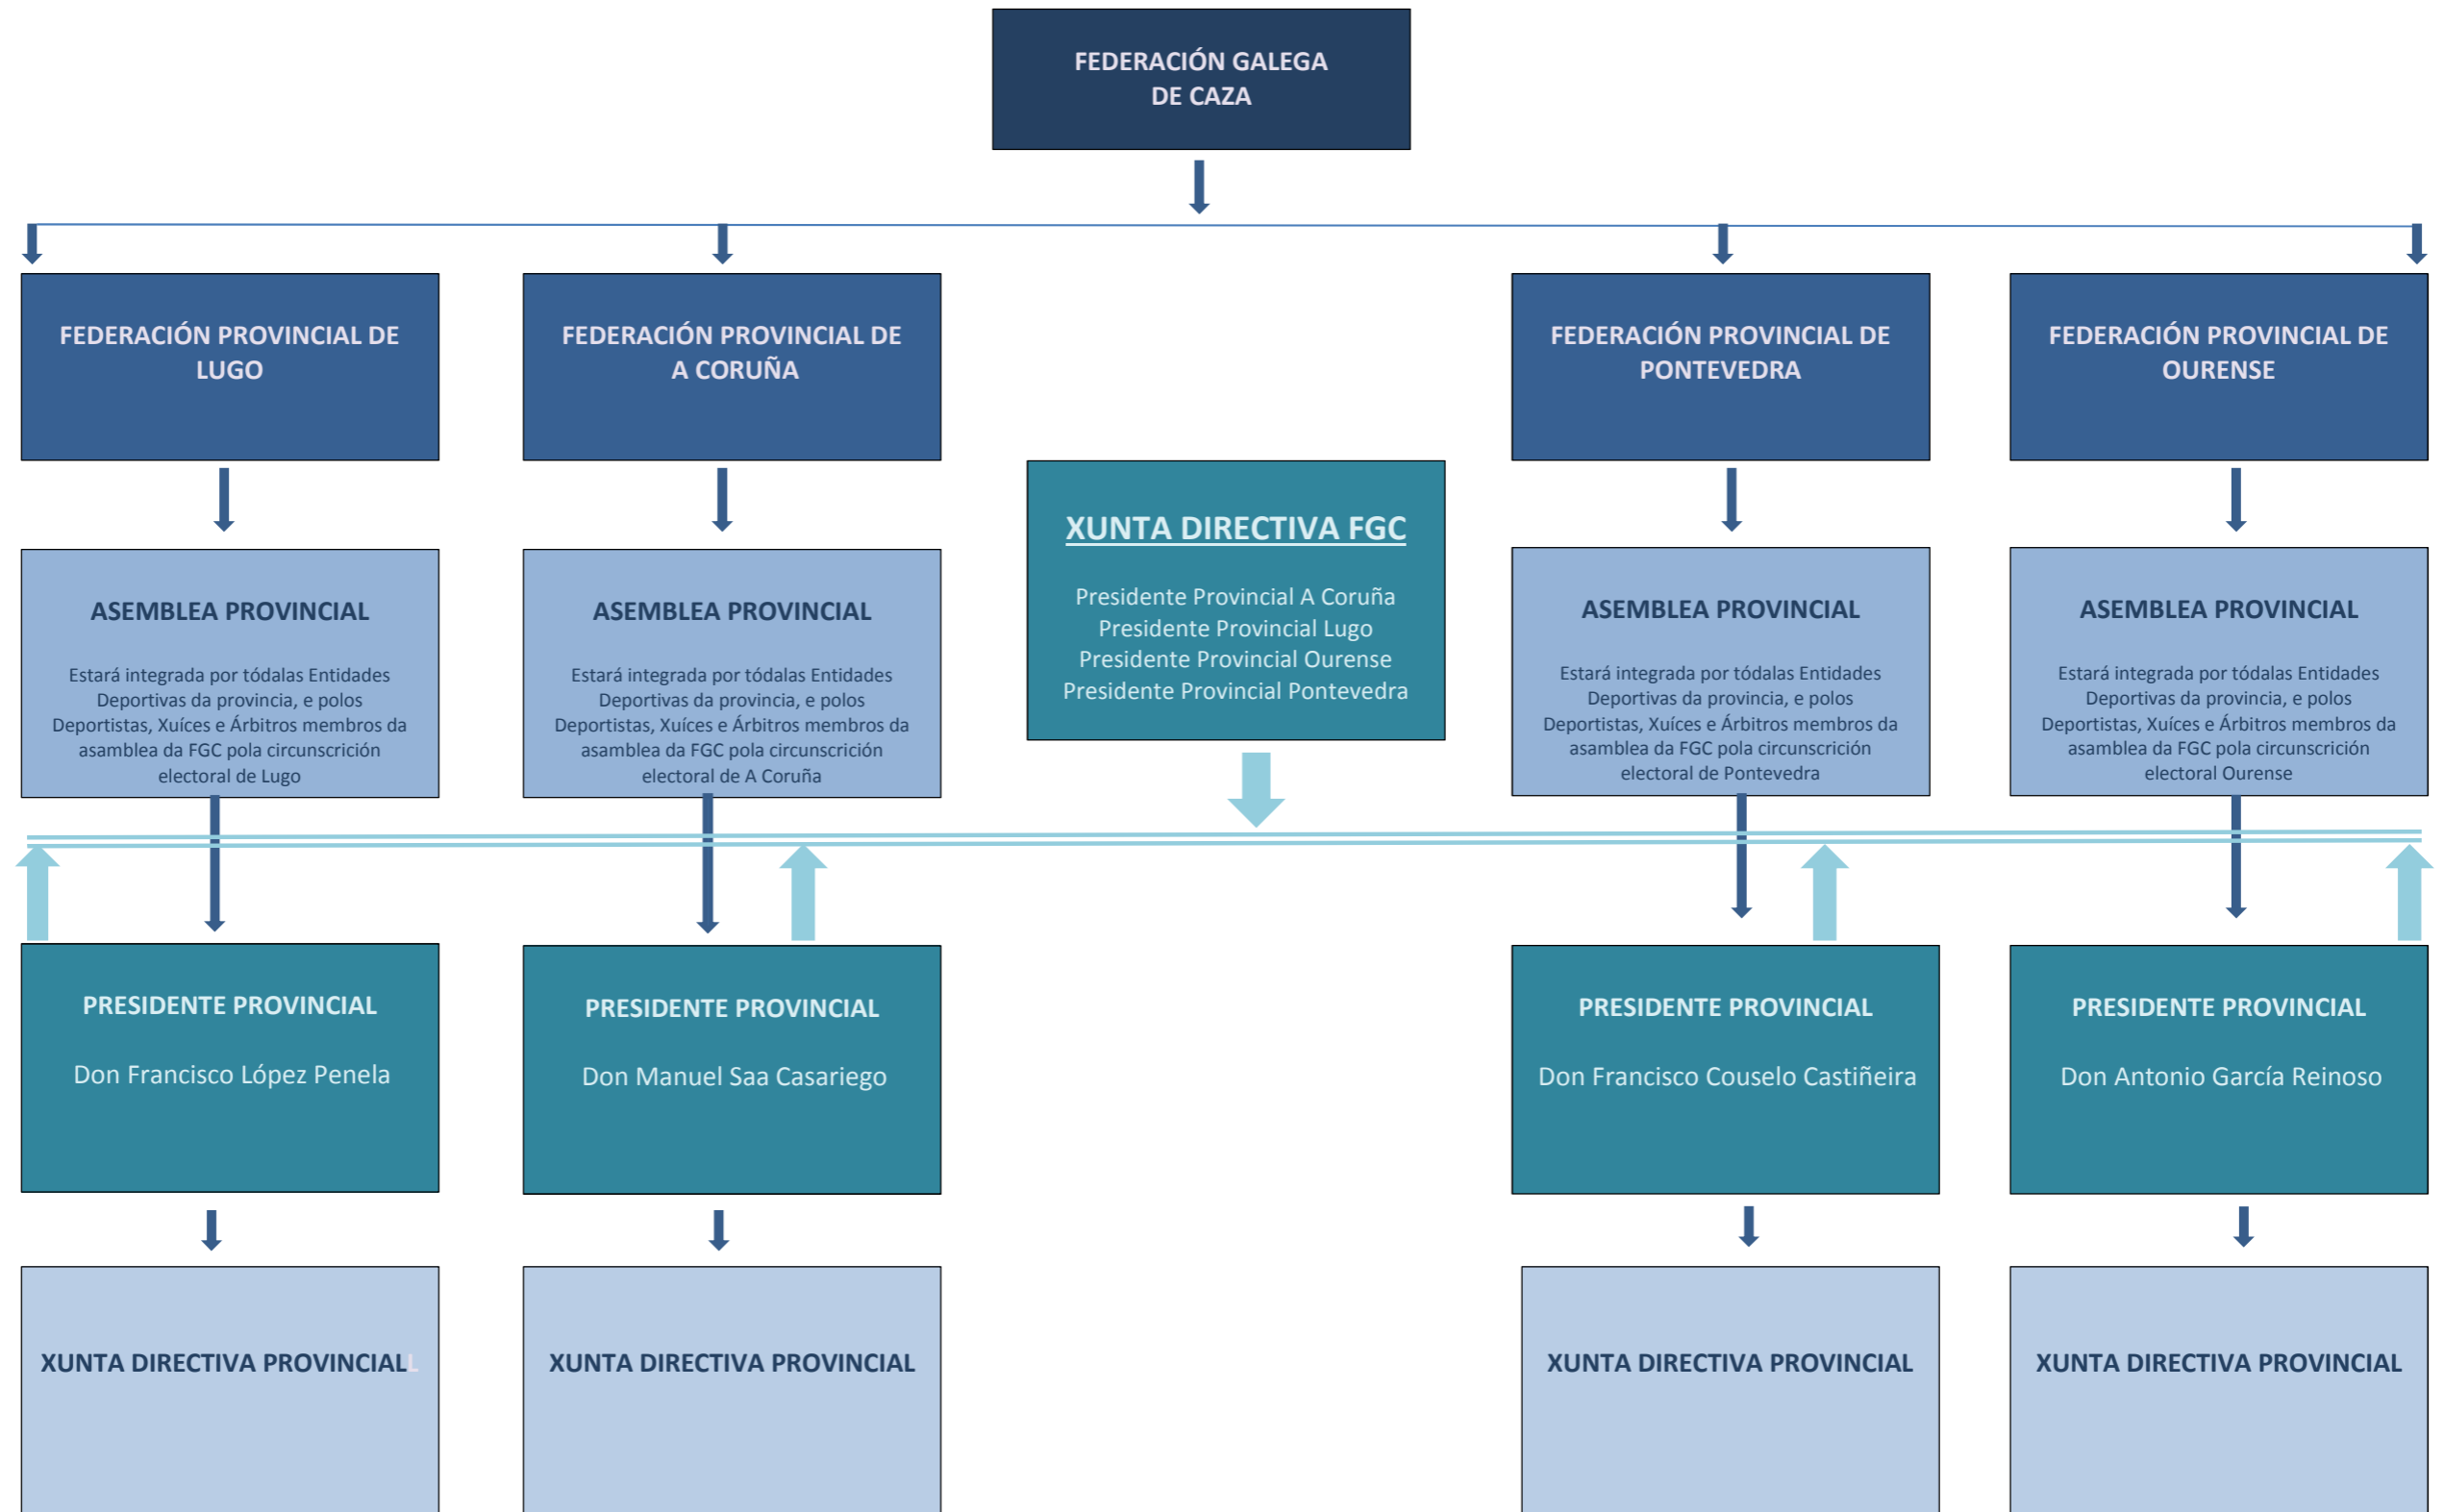 FEDERACIÓN GALEGA
DE CAZA
FEDERACIÓN PROVINCIAL DE
LUGO
FEDERACIÓN PROVINCIAL DE
A CORUÑA
FEDERACIÓN PROVINCIAL DE
PONTEVEDRA
FEDERACIÓN PROVINCIAL DE
OURENSE
ASEMBLEA PROVINCIAL
Estará integrada por tódalas Entidades
Deportivas da provincia, e polos
Deportistas, Xuíces e Árbitros membros da
asamblea da FGC pola circunscrición
electoral de Lugo
ASEMBLEA PROVINCIAL
Estará integrada por tódalas Entidades
Deportivas da provincia, e polos
Deportistas, Xuíces e Árbitros membros da
asamblea da FGC pola circunscrición
electoral de A Coruña
XUNTA DIRECTIVA FGC
Presidente Provincial A Coruña
Presidente Provincial Lugo
Presidente Provincial Ourense
Presidente Provincial Pontevedra
ASEMBLEA PROVINCIAL
Estará integrada por tódalas Entidades
Deportivas da provincia, e polos
Deportistas, Xuíces e Árbitros membros da
asamblea da FGC pola circunscrición
electoral de Pontevedra
ASEMBLEA PROVINCIAL
Estará integrada por tódalas Entidades
Deportivas da provincia, e polos
Deportistas, Xuíces e Árbitros membros da
asamblea da FGC pola circunscrición
electoral Ourense
PRESIDENTE PROVINCIAL
Don Francisco López Penela
PRESIDENTE PROVINCIAL
Don Manuel Saa Casariego
PRESIDENTE PROVINCIAL
Don Francisco Couselo Castiñeira
PRESIDENTE PROVINCIAL
Don Antonio García Reinoso
XUNTA DIRECTIVA PROVINCIALL
XUNTA DIRECTIVA PROVINCIAL
XUNTA DIRECTIVA PROVINCIAL
XUNTA DIRECTIVA PROVINCIAL